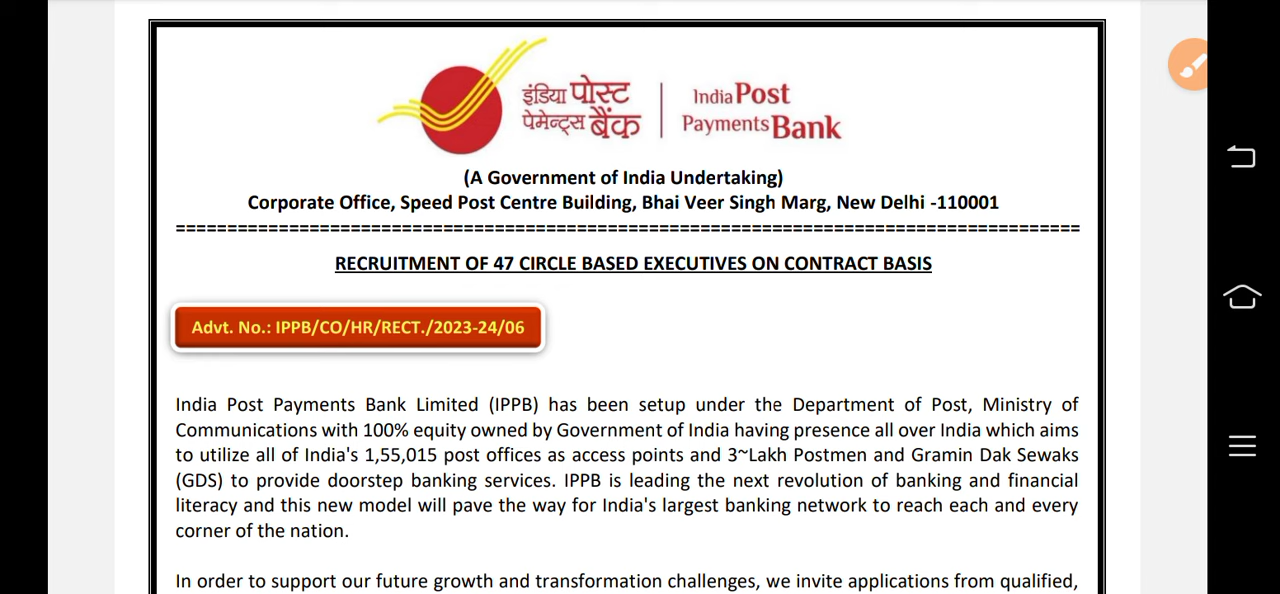 इंडिया पोस्ट
पेमेन्ट्स बैंक
India Post
Payments Bank
(A Government of India Undertaking)
Corporate Office, Speed Post Centre Building, Bhai Veer Singh Marg, New Delhi -110001
========================================================================================
RECRUITMENT OF 47 CIRCLE BASED EXECUTIVES ON CONTRACT BASIS
Advt. No.: IPPB/CO/HR/RECT./2023-24/06
India Post Payments Bank Limited (IPPB) has been setup under the Department of Post, Ministry of
Communications with 100% equity owned by Government of India having presence all over India which aims
to utilize all of India's 1,55,015 post offices as access points and 3~Lakh Postmen and Gramin Dak Sewaks
(GDS) to provide doorstep banking services. IPPB is leading the next revolution of banking and financial
literacy and this new model will pave the way for India's largest banking network to reach each and every
corner of the nation.
In order to support our future growth and transformation challenges, we invite applications from qualified,